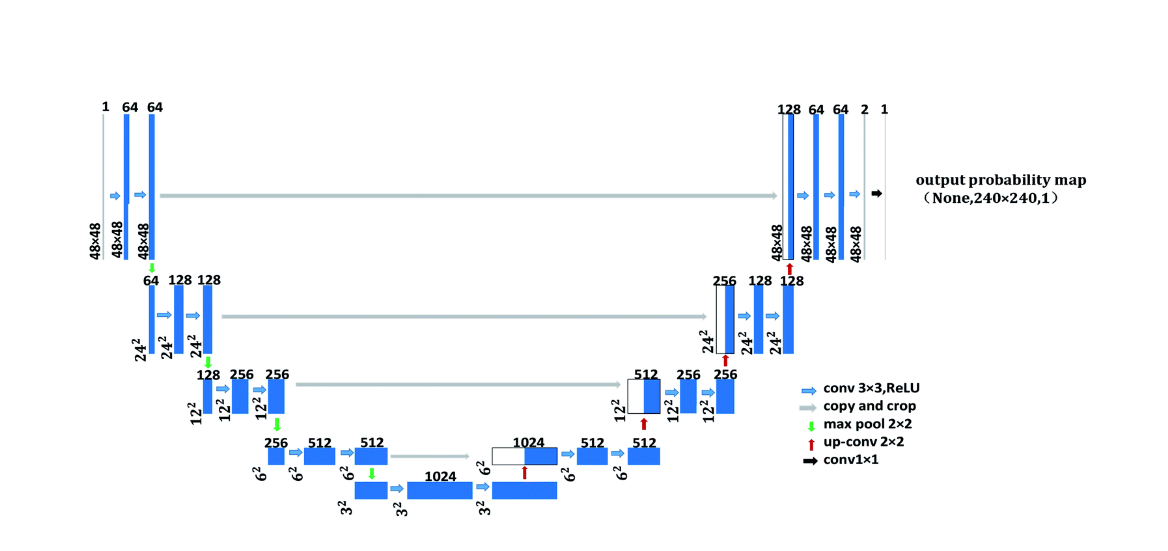 1 64 64
128 64 64 2 1
48×48 48×48 48×48
48×48 48×48 48×48 48×48
output probability map
（None,240×240,1）
64 128 128
256 128 128
24² 24² 24²
24² 24² 24²
128 256 256
512 256 256
12² 12² 12²
12² 12² 12²
256 512 512
1024 512 512
6² 6² 6²
6² 6² 6²
1024
3² 3² 3²
conv 3×3,ReLU
copy and crop
max pool 2×2
up-conv 2×2
conv1×1